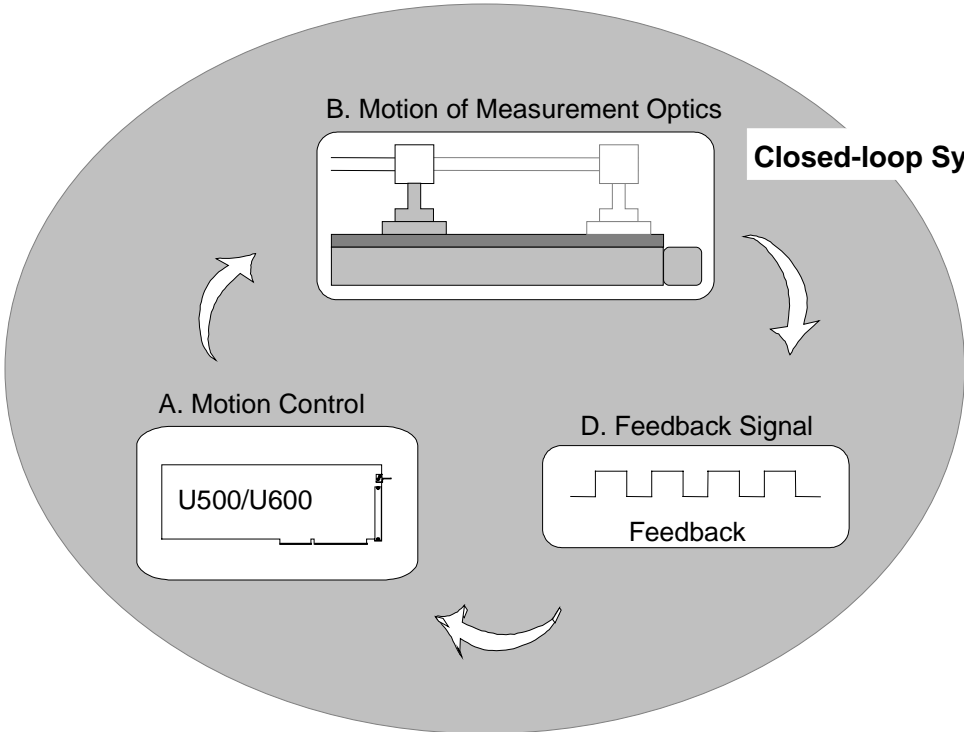 B. Motion of Measurement Optics
Closed-loop Sy
A. Motion Control
U500/U600
D. Feedback Signal
Feedback